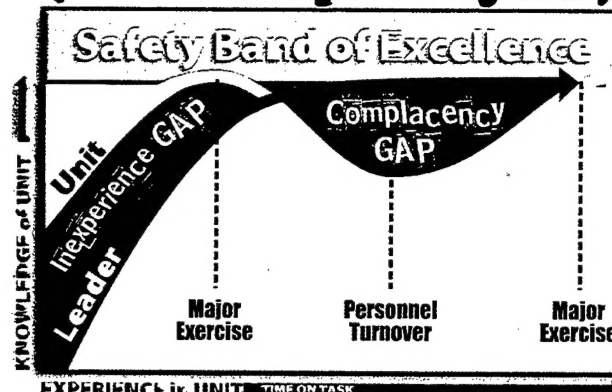 Safety Band of Excellence
Complacency
GAP
Unit
Inexperience GAP
Leader
KNOWLEDGE of UNIT
Major
Exercise
Personnel
Turnover
Major
Exercise
EXPERIENCE in UNIT TIME ON TASK